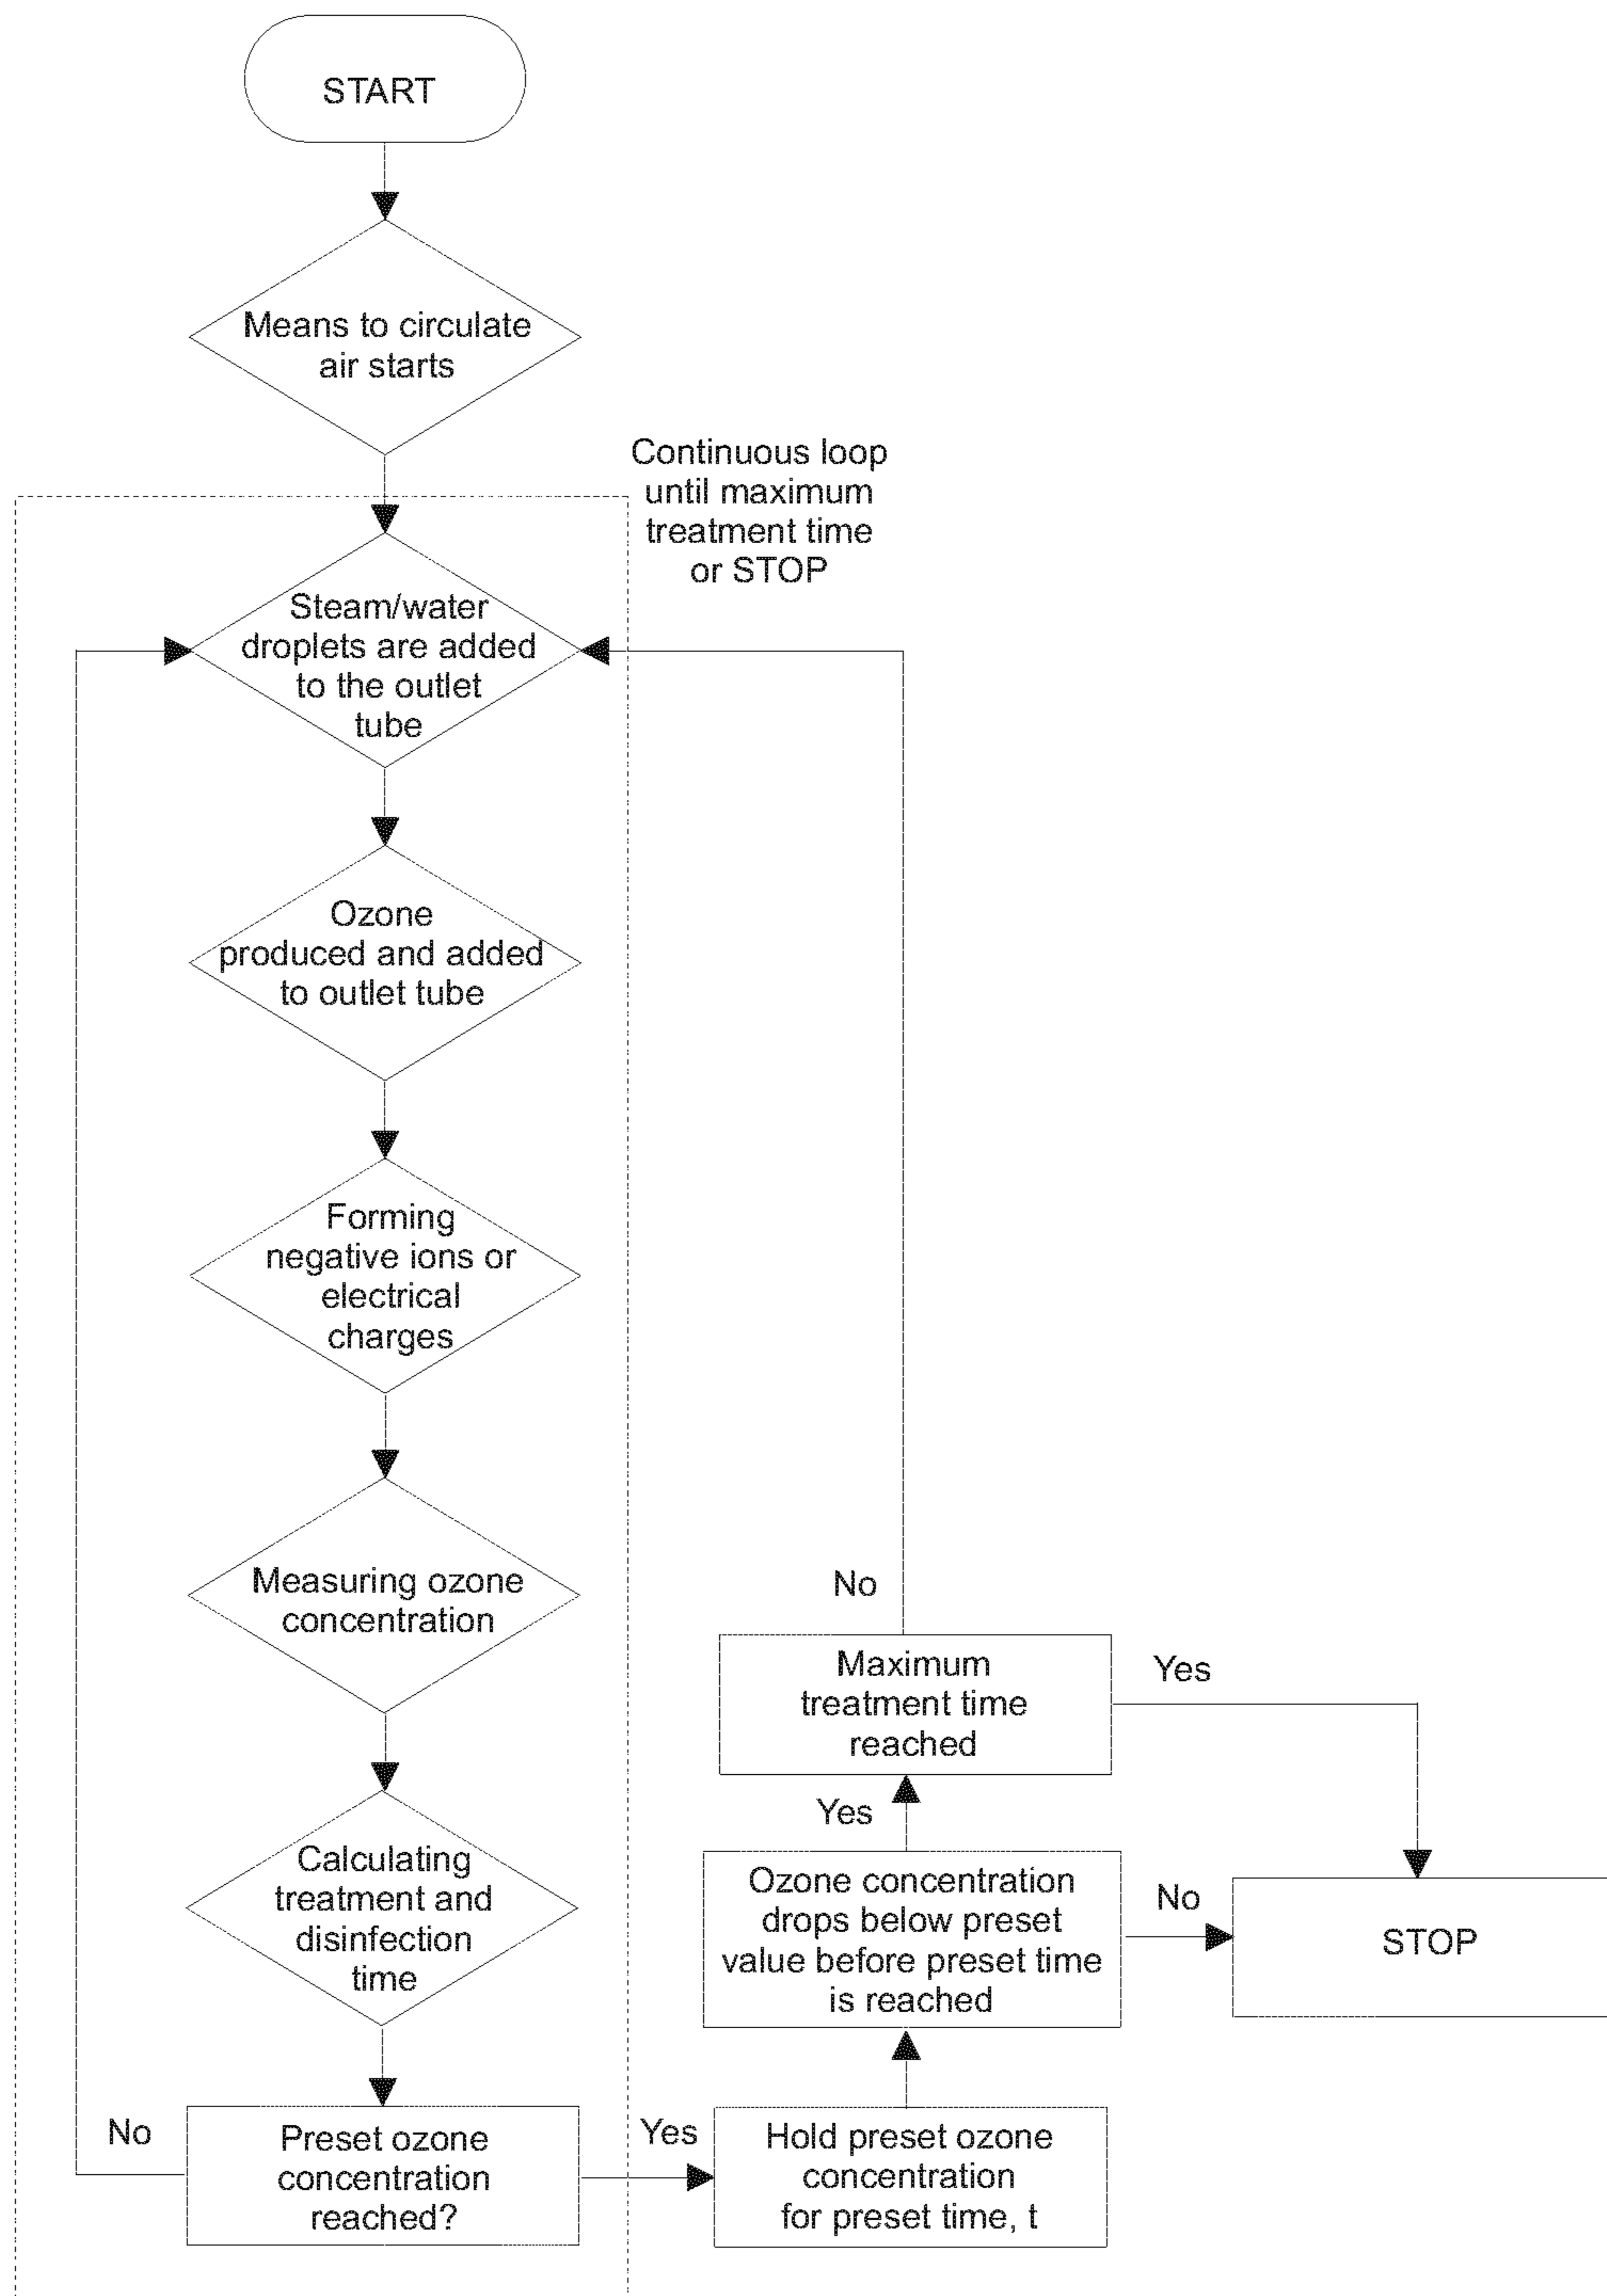 START
Means to circulate
air starts
Continuous loop
until maximum
treatment time
or STOP
Steam/water
droplets are added
to the outlet
tube
Ozone
produced and added
to outlet tube
Forming
negative ions or
electrical
charges
Measuring ozone
concentration
Calculating
treatment and
disinfection
time
No
Preset ozone
concentration
reached?
Yes
Hold preset ozone
concentration
for preset time, t
Ozone concentration
drops below preset
value before preset time
is reached
No
STOP
Yes
Maximum
treatment time
reached
Yes
No